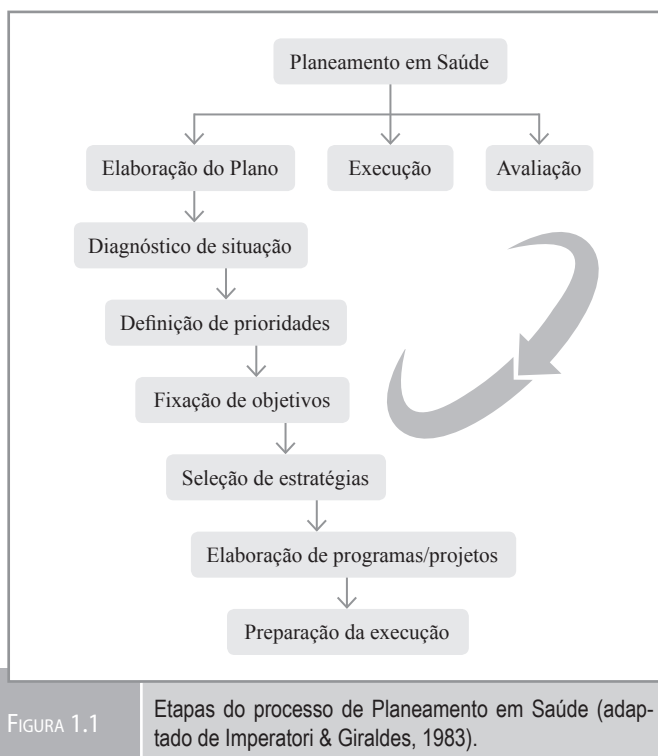 Planeamento em Saúde
Elaboração do Plano
Execução
Avaliação
Diagnóstico de situação
Definição de prioridades
Fixação de objetivos
Seleção de estratégias
Elaboração de programas/projetos
Preparação da execução
FIGURA 1.1
Etapas do processo de Planeamento em Saúde (adap-
tado de Imperatori & Giraldes, 1983).